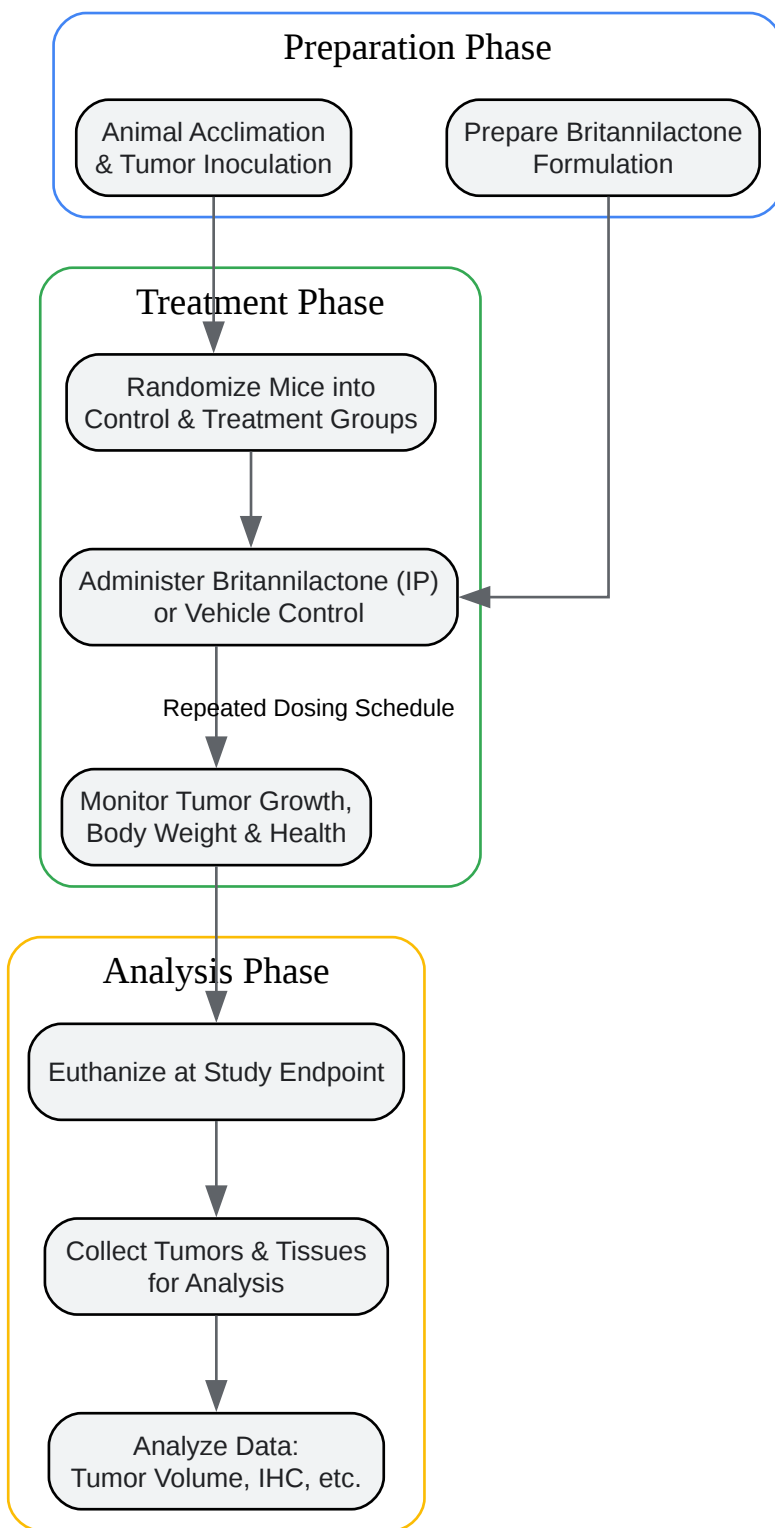 Preparation Phase
Animal Acclimation
& Tumor Inoculation
Prepare Britannilactone
Formulation
Treatment Phase
Randomize Mice into
Control & Treatment Groups
Administer Britannilactone (IP)
or Vehicle Control
Repeated Dosing Schedule
Monitor Tumor Growth,
Body Weight & Health
Analysis Phase
Euthanize at Study Endpoint
Collect Tumors & Tissues
for Analysis
Analyze Data:
Tumor Volume, IHC, etc.